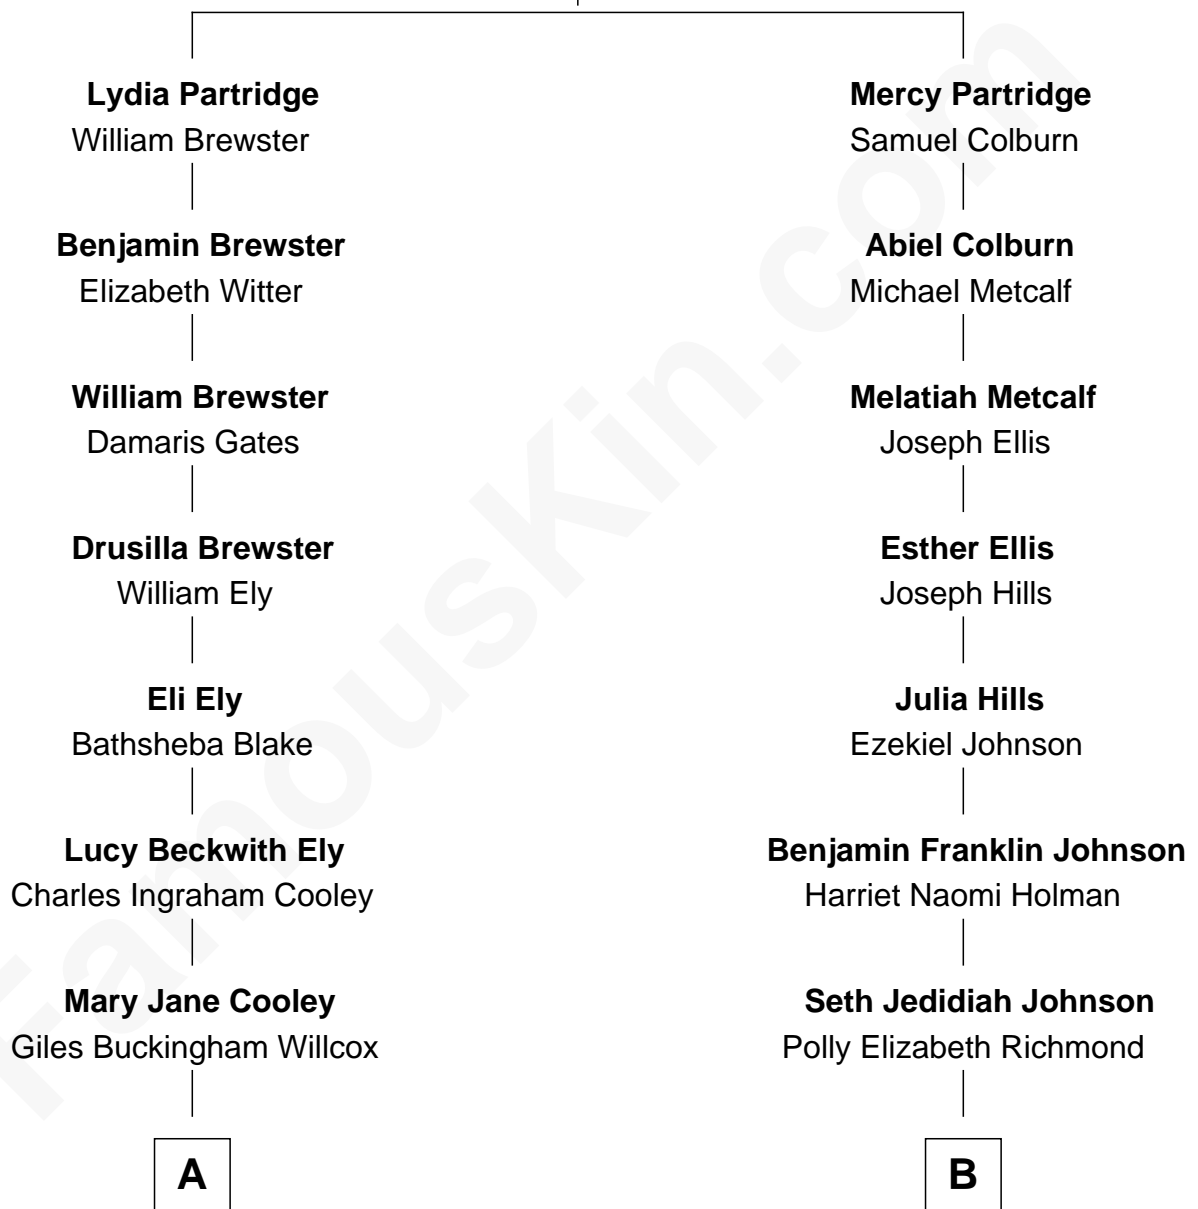 Lydia Partridge
William Brewster
Benjamin Brewster
Elizabeth Witter
William Brewster
Damaris Gates
Drusilla Brewster
William Ely
Eli Ely
Bathsheba Blake
Lucy Beckwith Ely
Charles Ingraham Cooley
Mary Jane Cooley
Giles Buckingham Willcox
A
Mercy Partridge
Samuel Colburn
Abiel Colburn
Michael Metcalf
Melatiah Metcalf
Joseph Ellis
Esther Ellis
Joseph Hills
Julia Hills
Ezekiel Johnson
Benjamin Franklin Johnson
Harriet Naomi Holman
Seth Jedidiah Johnson
Polly Elizabeth Richmond
B
FamousKin.com